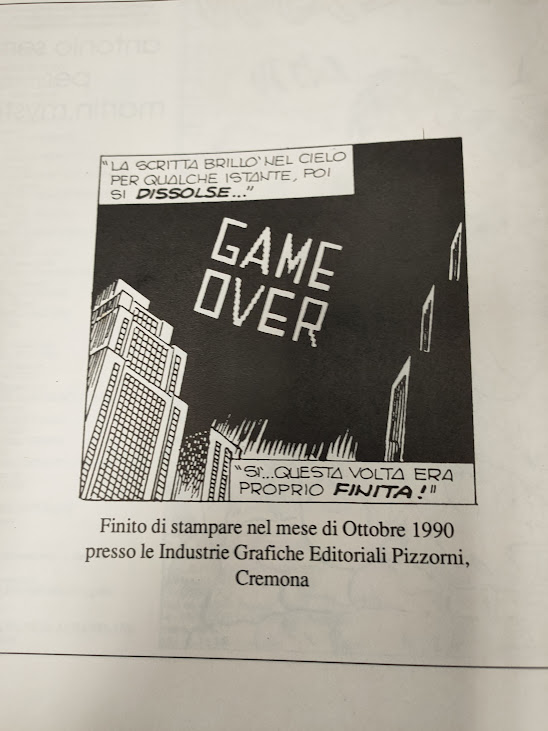 "LA SCRITTA BRILLO' NEL CIELO
PER QUALCHE ISTANTE, POI
SI DISSOLSE..."
GAME
OVER
"SI'...QUESTA VOLTA ERA
PROPRIO FINITA!"
Finito di stampare nel mese di Ottobre 1990
presso le Industrie Grafiche Editoriali Pizzorni,
Cremona